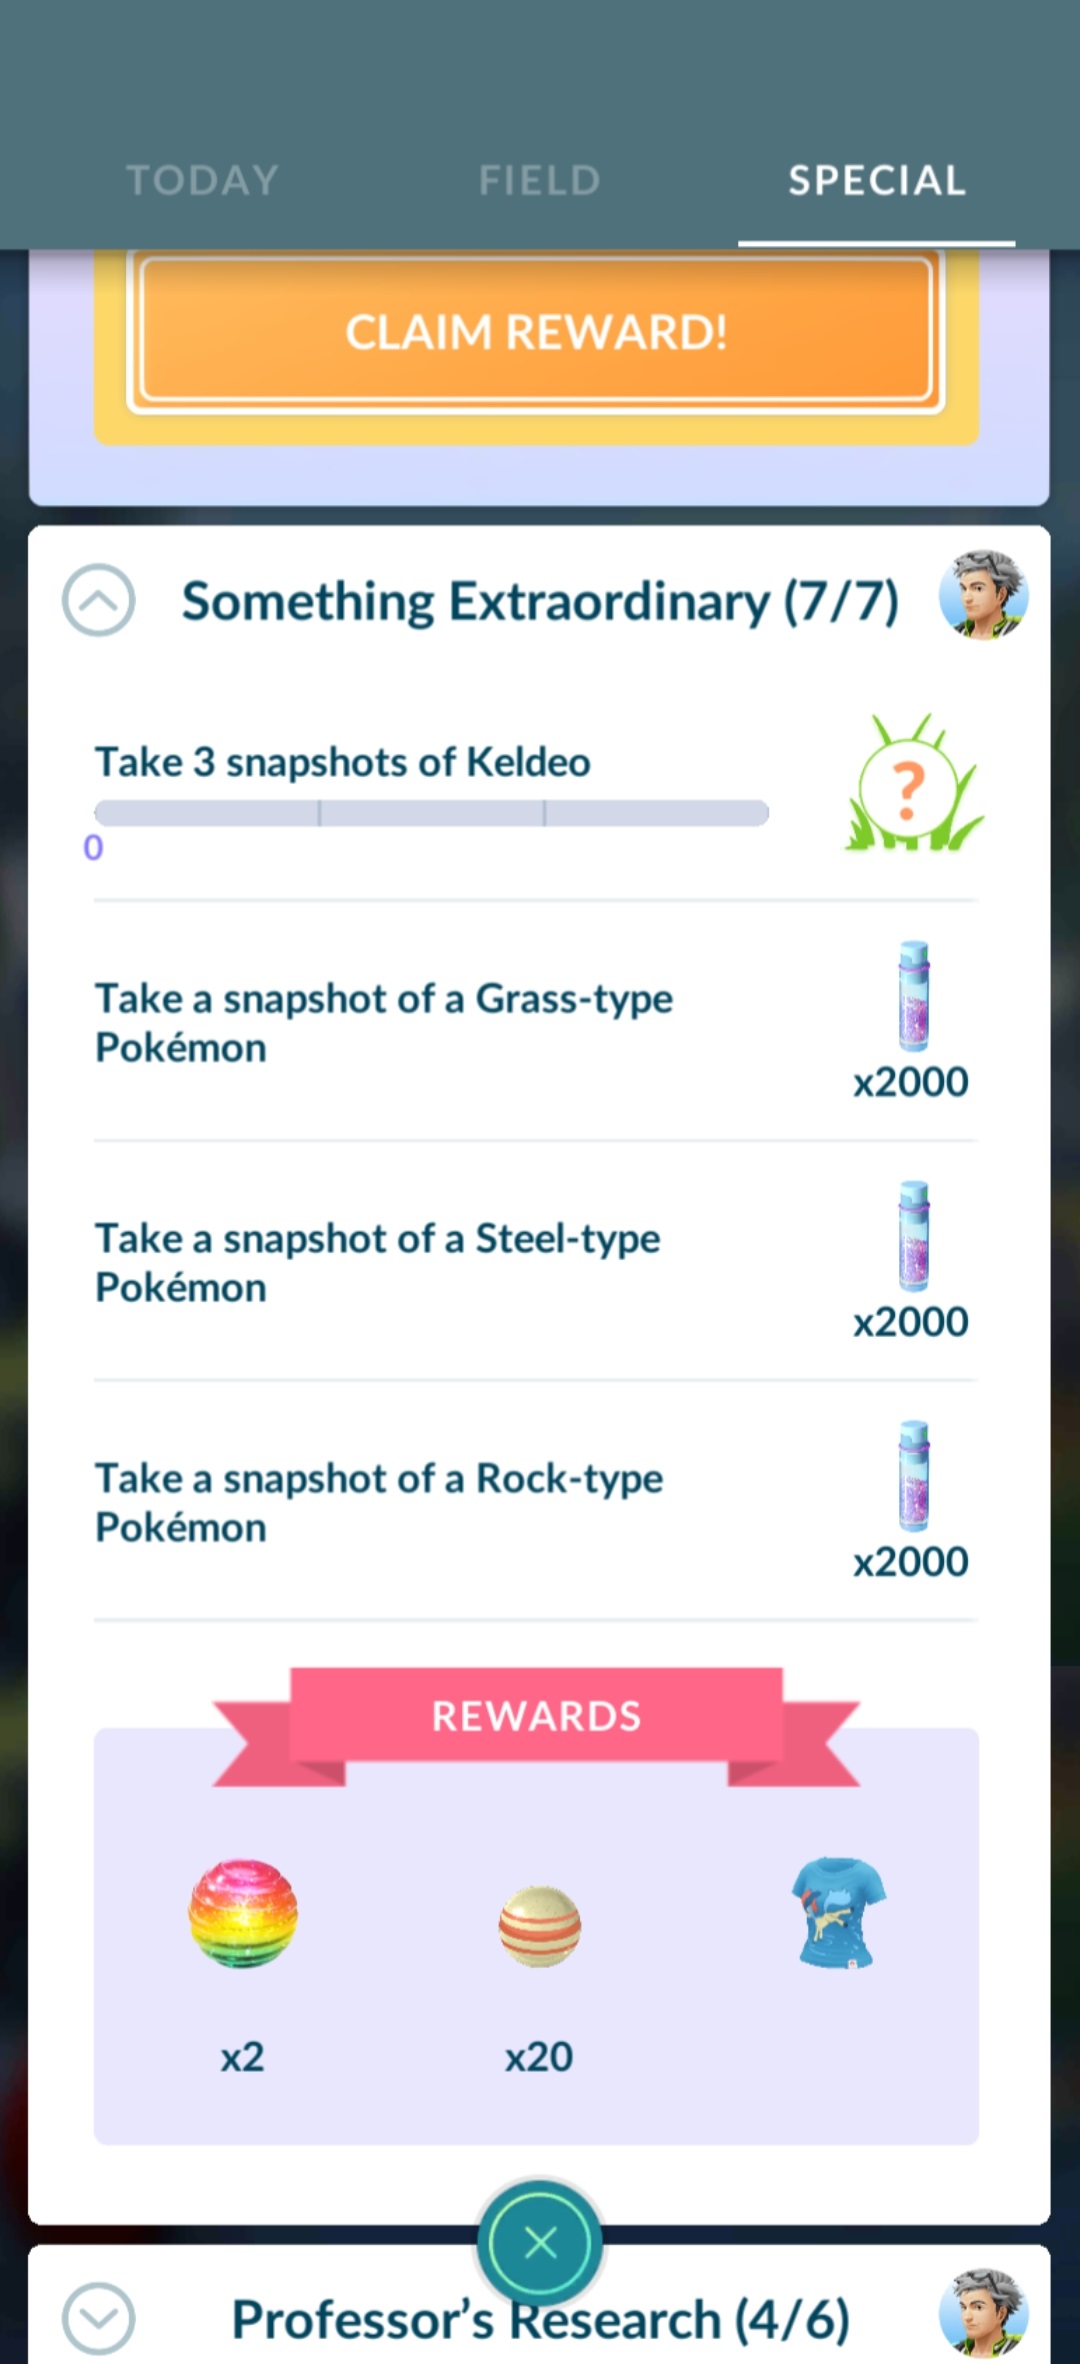 TODAY
FIELD
SPECIAL
CLAIM REWARD!
Something Extraordinary (7/7)
Take 3 snapshots of Keldeo
0
?
Take a snapshot of a Grass-type
Pokémon
x2000
Take a snapshot of a Steel-type
Pokémon
x2000
Take a snapshot of a Rock-type
Pokémon
x2000
REWARDS
x2
x20
Professor's Research (4/6)